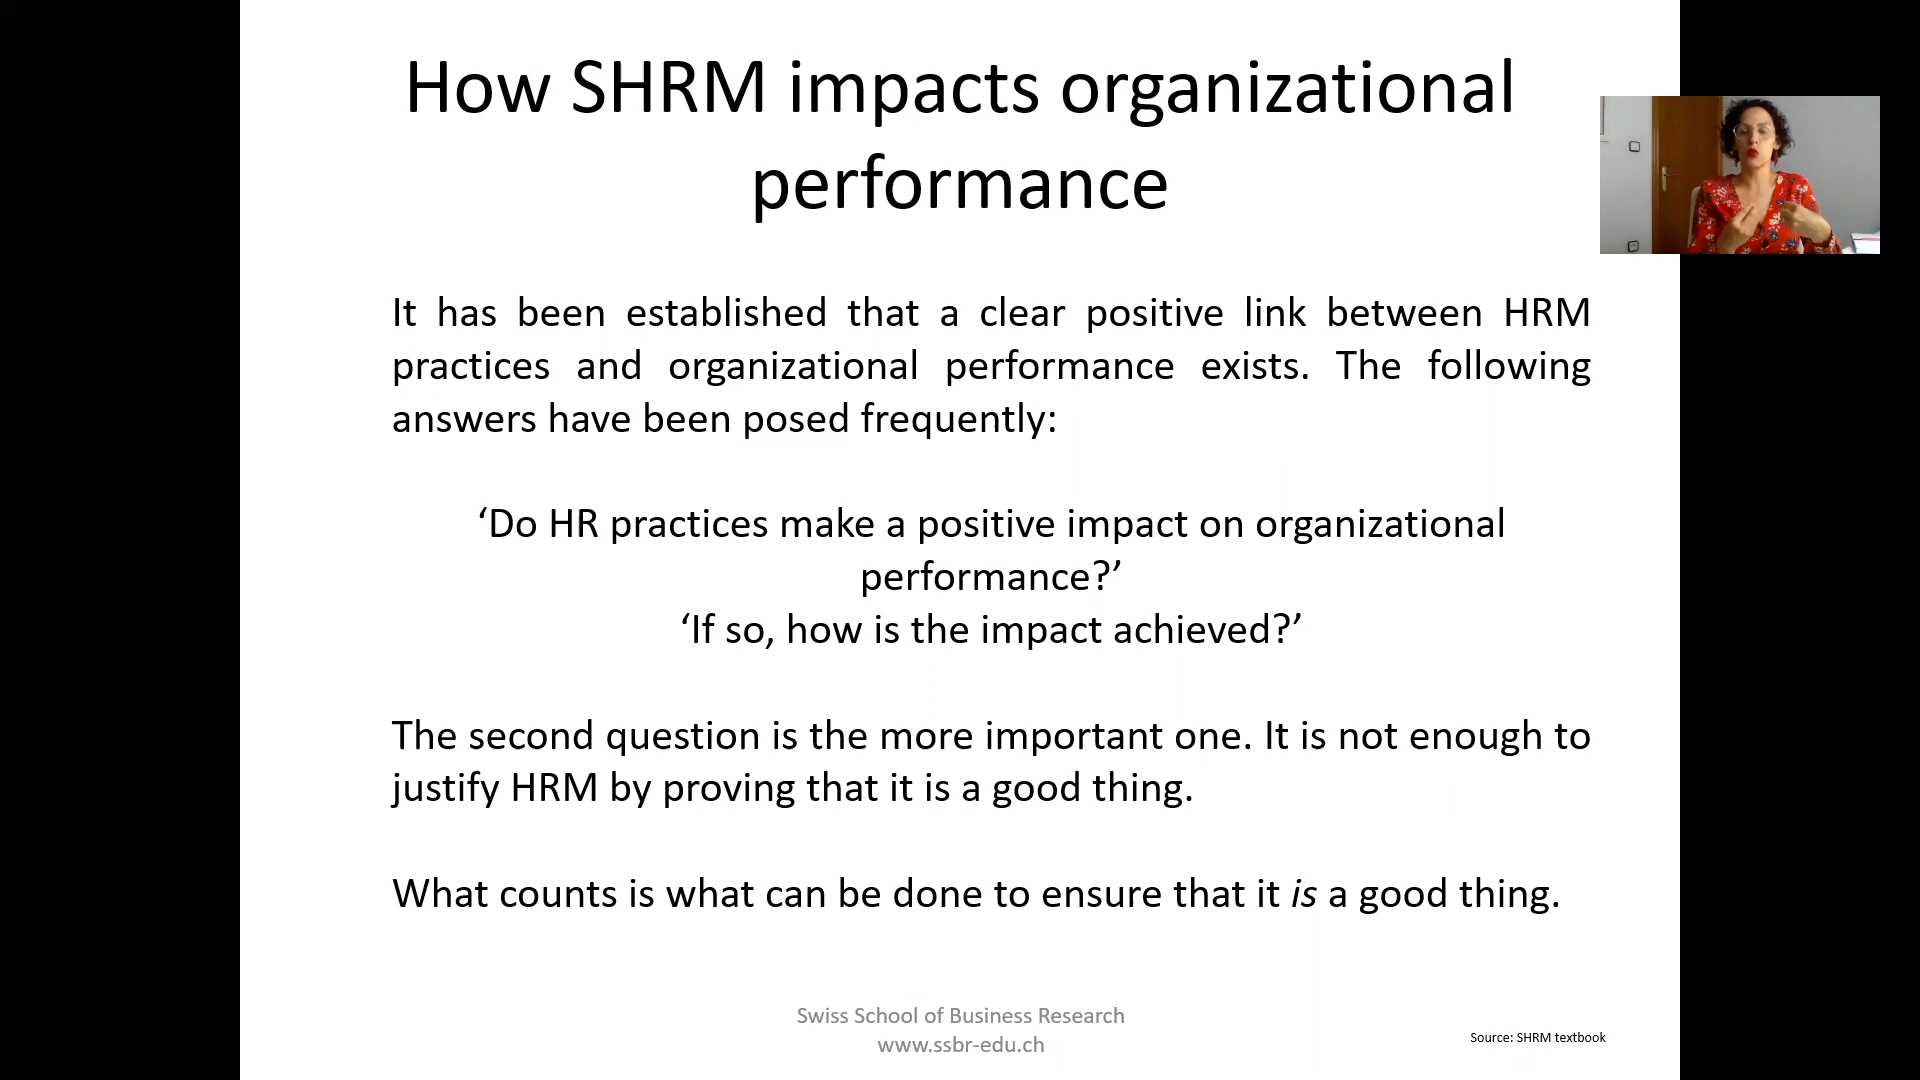 How SHRM impacts organizational
performance
It has been established that a clear positive link between HRM
practices and organizational performance exists. The following
answers have been posed frequently:
‘Do HR practices make a positive impact on organizational
performance?’
‘If so, how is the impact achieved?’
The second question is the more important one. It is not enough to
justify HRM by proving that it is a good thing.
What counts is what can be done to ensure that it is a good thing.
Swiss School of Business Research
www.ssbr-edu.ch
Source: SHRM textbook